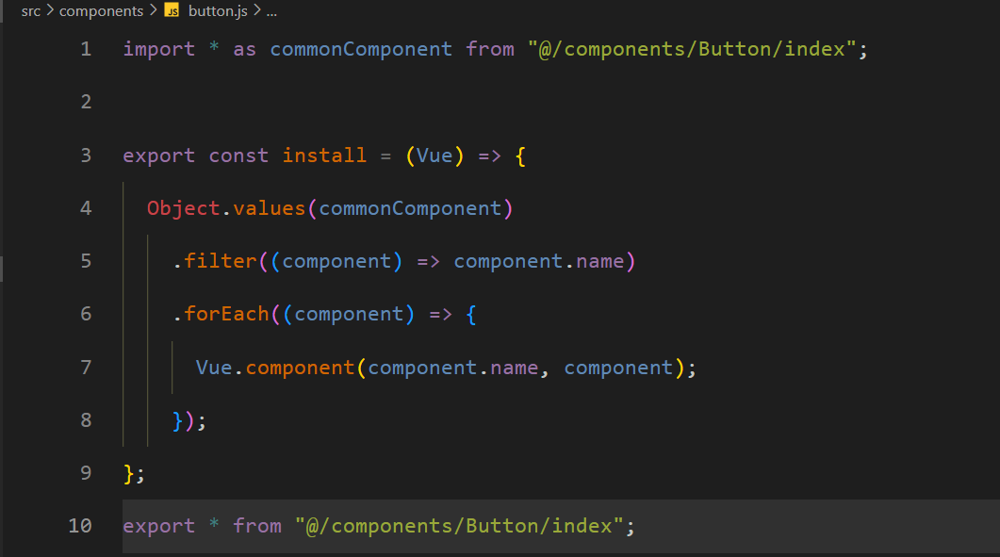 src > components > JS button.js > ...
1 import * as commonComponent from "@/components/Button/index";
2
3 export const install = (Vue) => {
4   Object.values(commonComponent)
5     .filter((component) => component.name)
6     .forEach((component) => {
7       Vue.component(component.name, component);
8     });
9 };
10 export * from "@/components/Button/index";